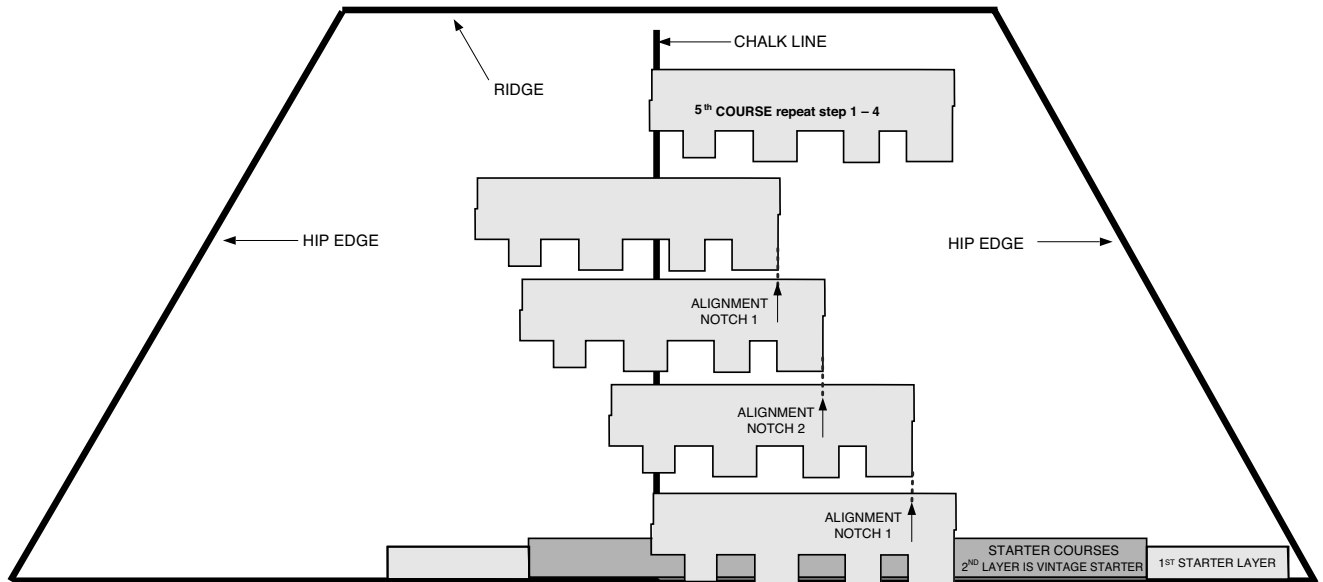 CHALK LINE
RIDGE
5th COURSE repeat step 1 – 4
HIP EDGE
HIP EDGE
ALIGNMENT
NOTCH 1
ALIGNMENT
NOTCH 2
ALIGNMENT
NOTCH 1
STARTER COURSES
2ND LAYER IS VINTAGE STARTER
1ST STARTER LAYER